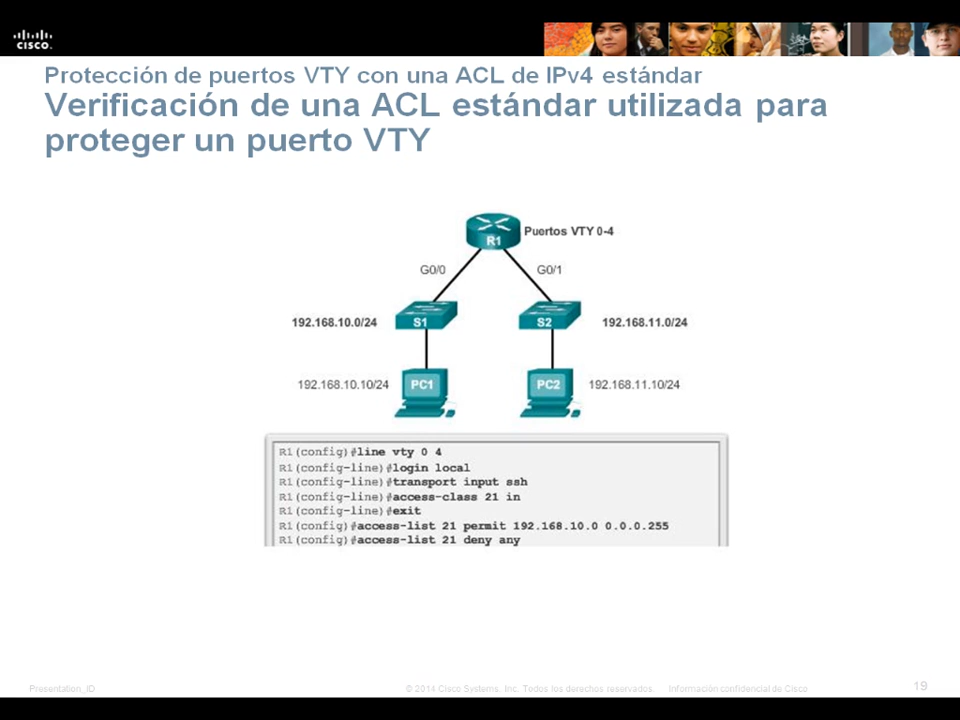 CISCO.
Protección de puertos VTY con una ACL de IPv4 estándar
Verificación de una ACL estándar utilizada para
proteger un puerto VTY
R1
Puertos VTY 0-4
G0/0
G0/1
192.168.10.0/24
S1
S2
192.168.11.0/24
192.168.10.10/24
PC1
PC2
192.168.11.10/24
R1(config)#line vty 0 4
R1(config-line)#login local
R1(config-line)#transport input ssh
R1(config-line)#access-class 21 in
R1(config-line)#exit
R1(config)#access-list 21 permit 192.168.10.0 0.0.0.255
R1(config)#access-list 21 deny any
Presentation_ID
© 2014 Cisco Systems, Inc. Todos los derechos reservados.
Información confidencial de Cisco
19